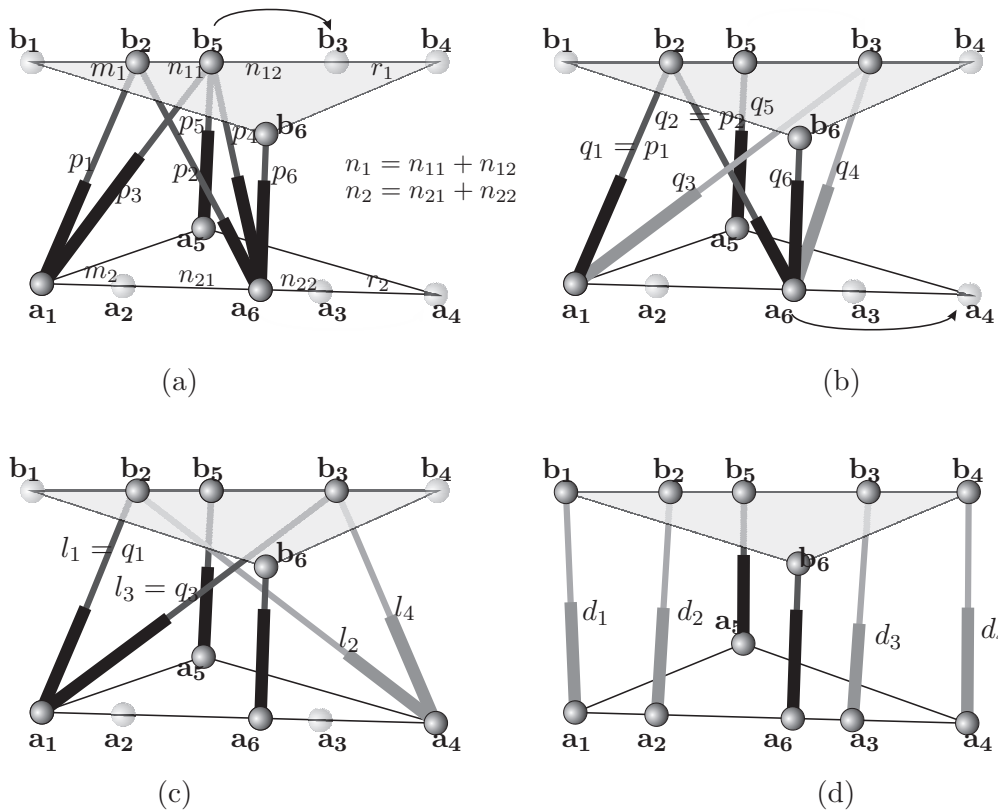 b1 b2 b5 b3 b4
m1 n11 n12 r1
p5 p4 b6
p1 p3 p2 p6
n1 = n11 + n12
n2 = n21 + n22
a5
m2 n21 n22 r2
a1 a2 a6 a3 a4
(a)
b1 b2 b5 b3 b4
q5
q2 = p2 b6
q1 = p1
q3 q6 q4
a5
a1 a2 a6 a3 a4
(b)
b1 b2 b5 b3 b4
l1 = q1 b6
l3 = q3
l2 l4
a5
a1 a2 a6 a3 a4
(c)
b1 b2 b5 b3 b4
b6
d1 d2 a5 d3
a1 a2 a6 a3 a4
(d)